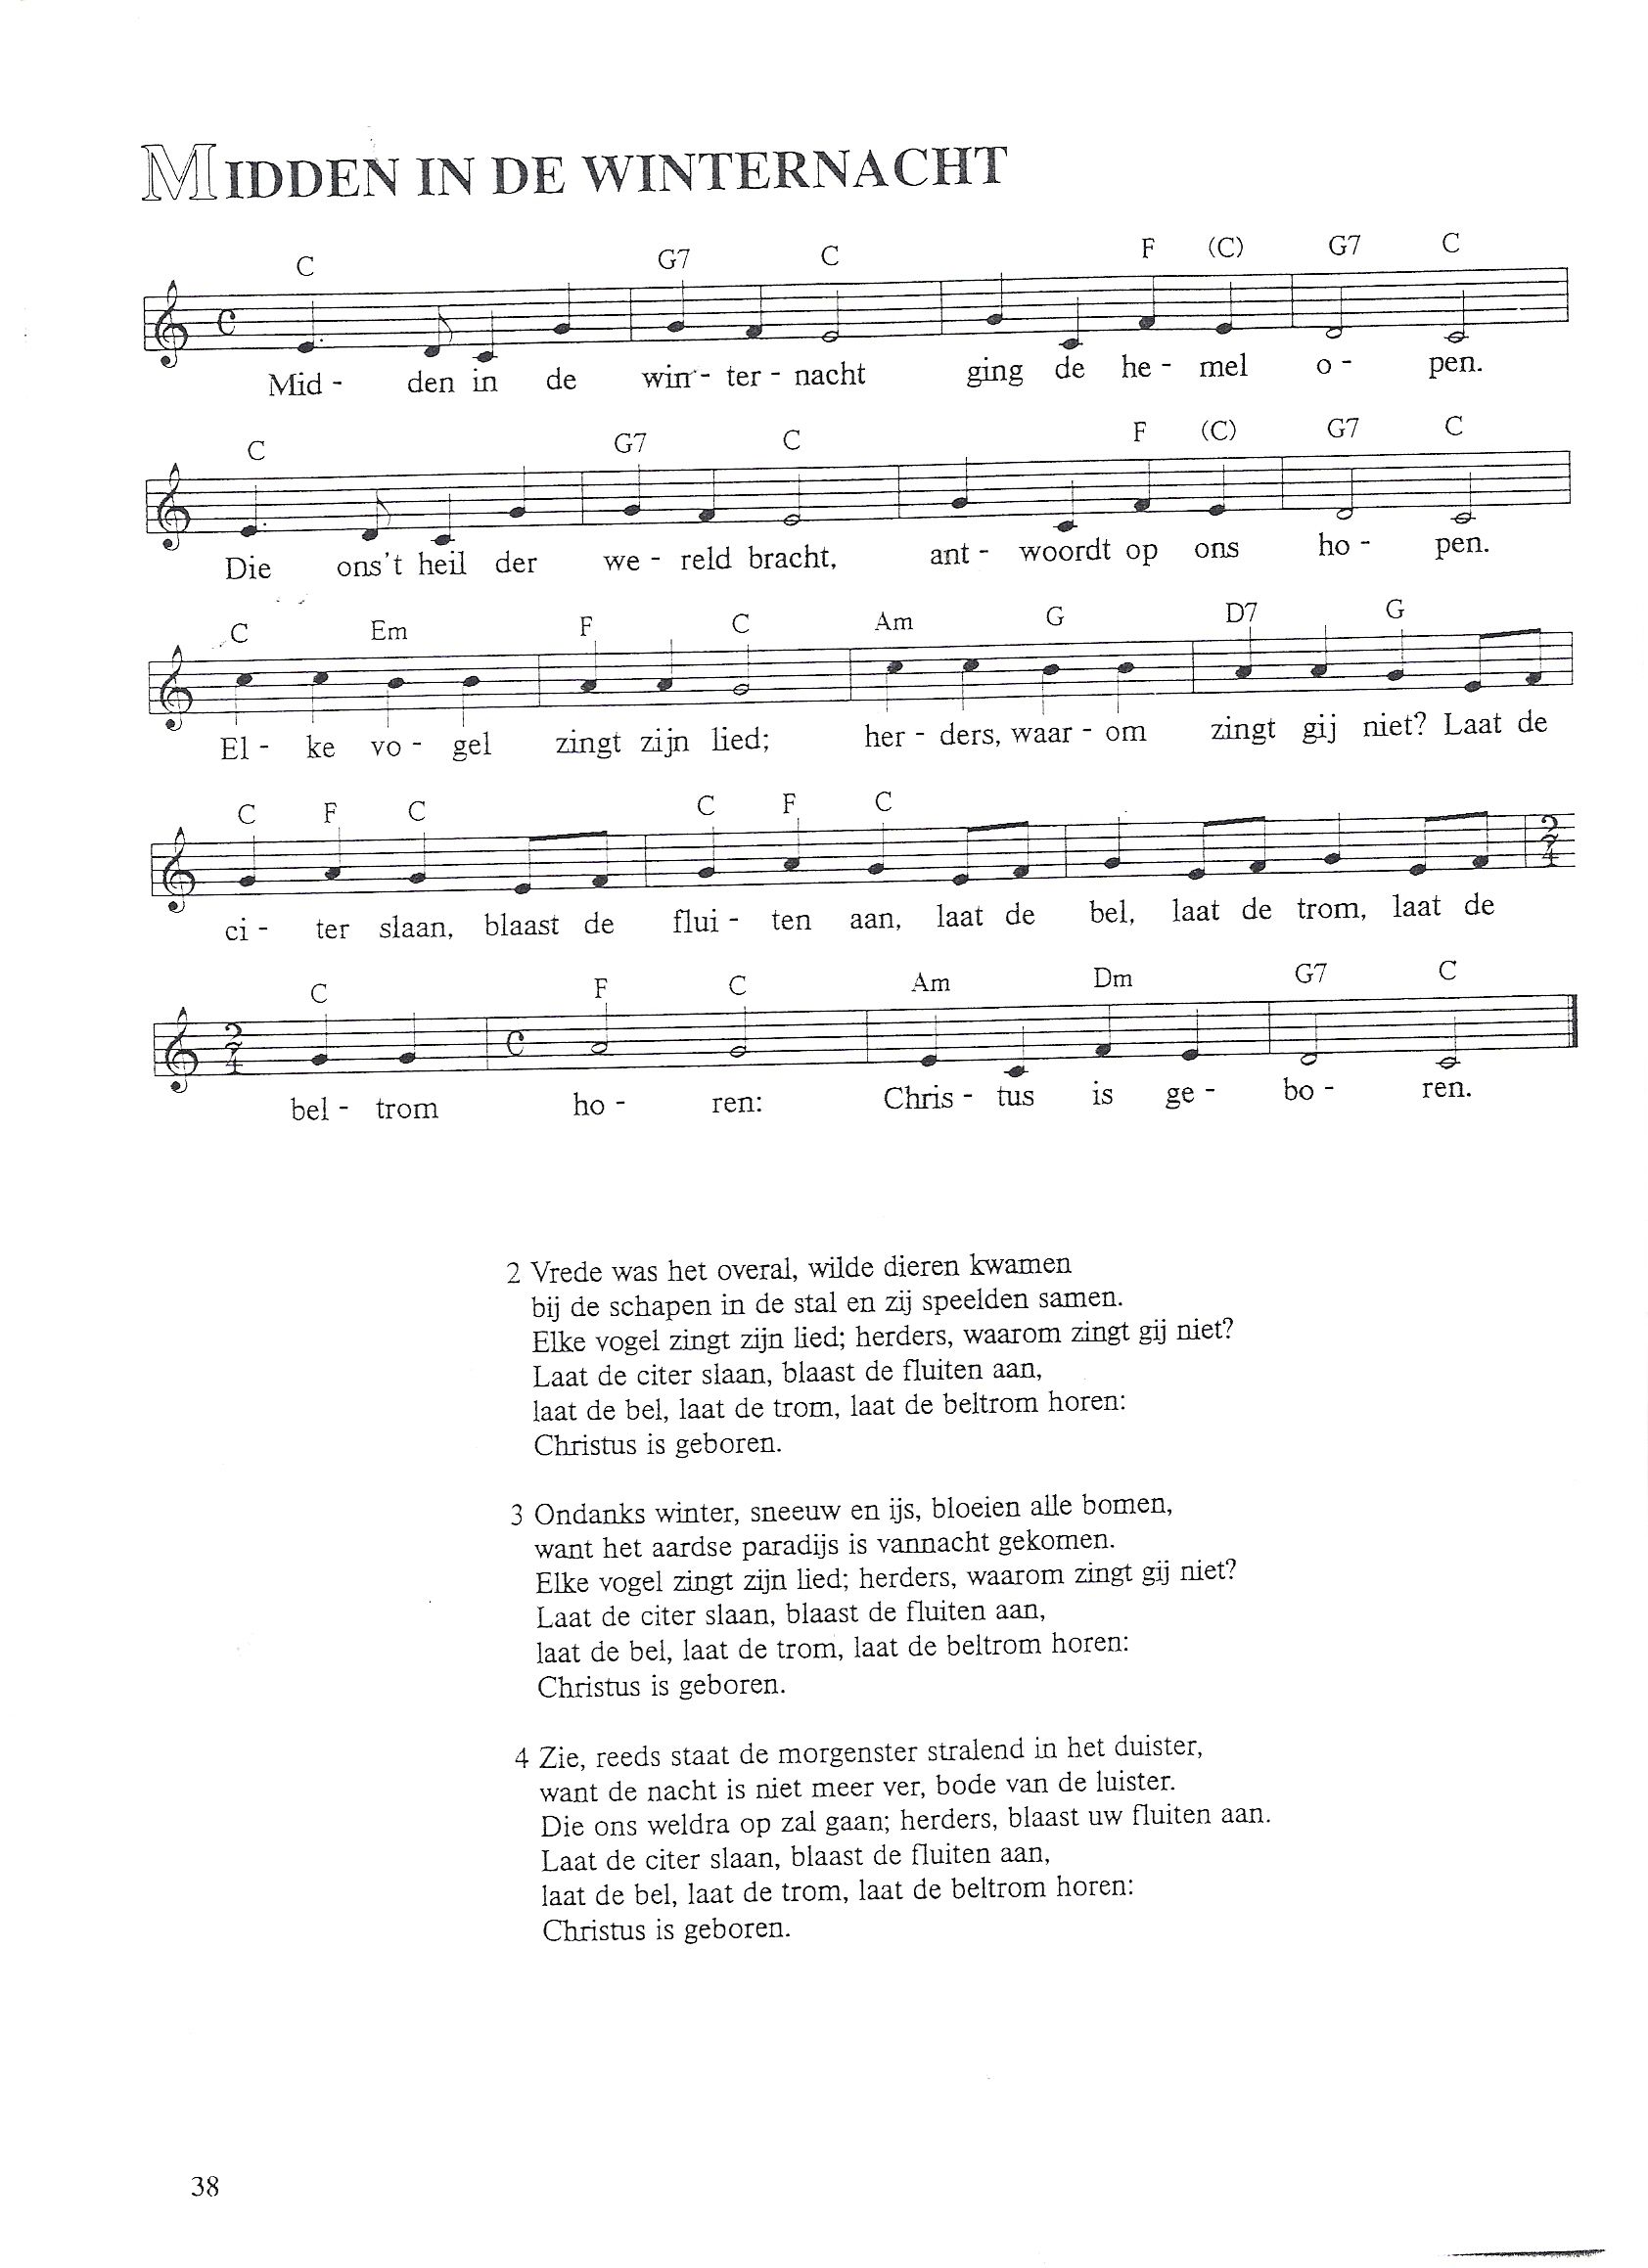 MIDDEN IN DE WINTERNACHT
C G7 C F (C) G7 C
Mid - den in de win - ter - nacht ging de he - mel o - pen.
C G7 C F (C) G7 C
Die ons't heil der we - reld bracht, ant - woordt op ons ho - pen.
C Em F C Am G D7 G
El - ke vo - gel zingt zijn lied; her - ders, waar - om zingt gij niet? Laat de
C F C C F C
2/4
ci - ter slaan, blaast de flui - ten aan, laat de bel, laat de trom, laat de
C F C Am Dm G7 C
2/4
bel - trom ho - ren: Chris - tus is ge - bo - ren.
2 Vrede was het overal, wilde dieren kwamen
bij de schapen in de stal en zij speelden samen.
Elke vogel zingt zijn lied; herders, waarom zingt gij niet?
Laat de citer slaan, blaast de fluiten aan,
laat de bel, laat de trom, laat de beltrom horen:
Christus is geboren.
3 Ondanks winter, sneeuw en ijs, bloeien alle bomen,
want het aardse paradijs is vannacht gekomen.
Elke vogel zingt zijn lied; herders, waarom zingt gij niet?
Laat de citer slaan, blaast de fluiten aan,
laat de bel, laat de trom, laat de beltrom horen:
Christus is geboren.
4 Zie, reeds staat de morgenster stralend in het duister,
want de nacht is niet meer ver, bode van de luister.
Die ons weldra op zal gaan; herders, blaast uw fluiten aan.
Laat de citer slaan, blaast de fluiten aan,
laat de bel, laat de trom, laat de beltrom horen:
Christus is geboren.
38